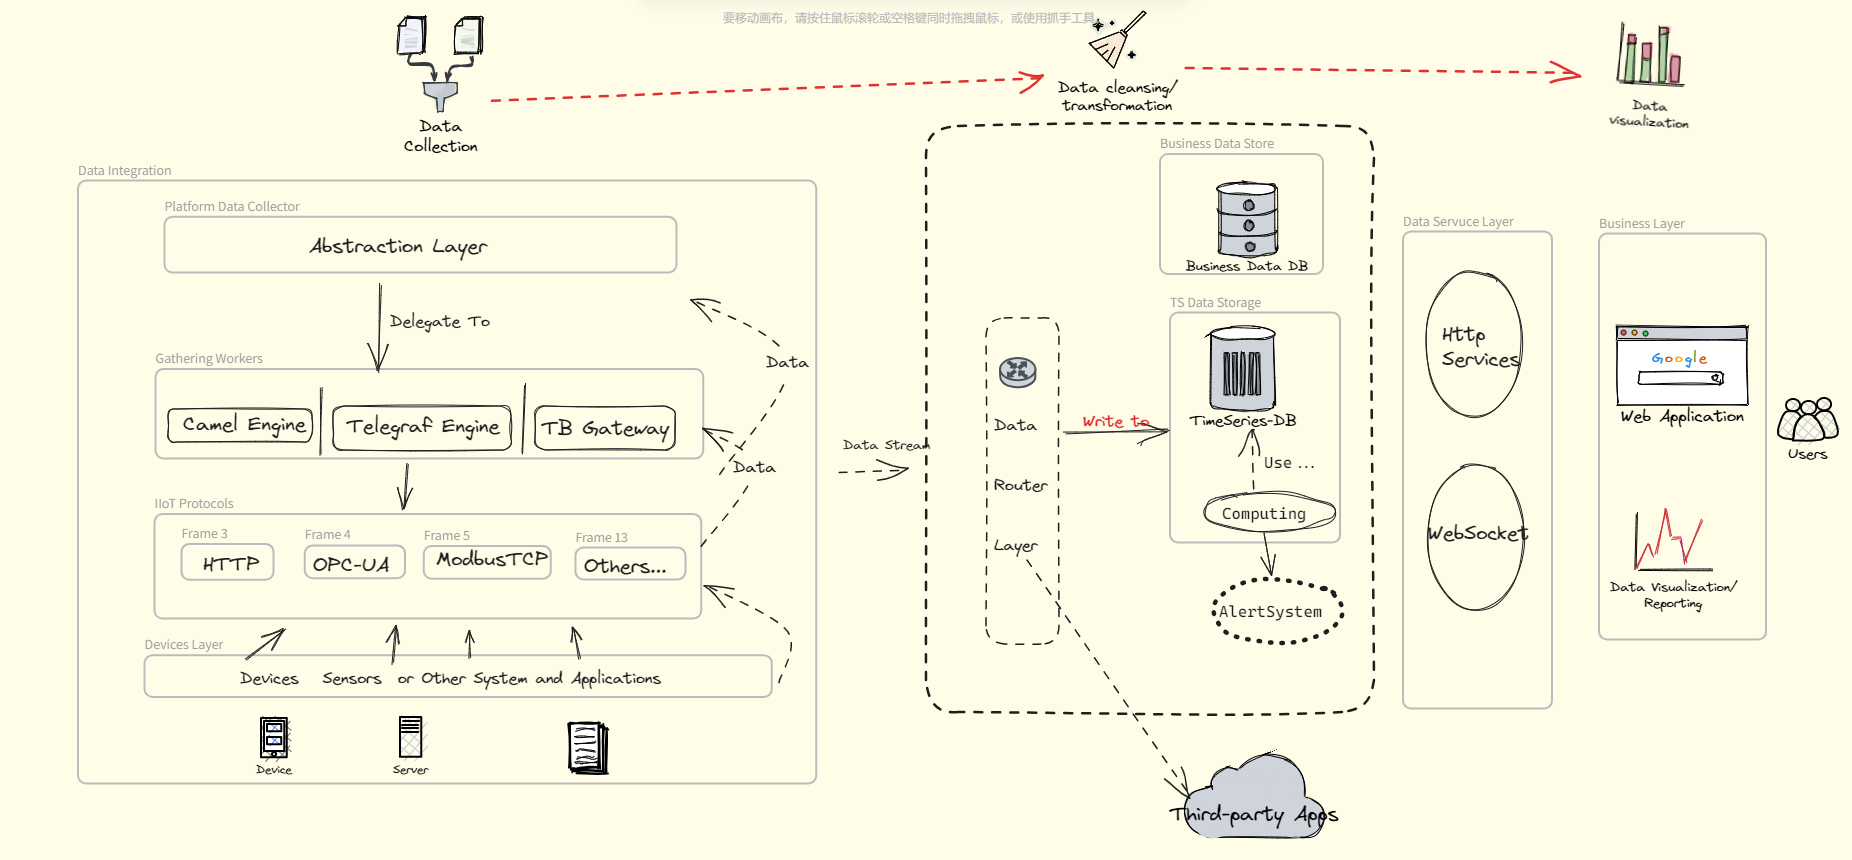 要移动画布，请按住鼠标滚轮或空格键同时拖拽鼠标，或使用抓手工具
Data
Collection
Data cleansing/
transformation
Data
visualization
Data Integration
Platform Data Collector
Abstraction Layer
Delegate To
Data
Gathering Workers
Camel Engine
Telegraf Engine
TB Gateway
Data
IIoT Protocols
Frame 3
HTTP
Frame 4
OPC-UA
Frame 5
ModbusTCP
Frame 13
Others...
Devices Layer
Devices
Sensors
or Other System and Applications
Device
Server
Data Stream
Data
Router
Layer
Write to
Business Data Store
Business Data DB
TS Data Storage
TimeSeries-DB
Use ...
Computing
AlertSystem
Third-party Apps
Data Servuce Layer
Http
Services
WebSocket
Business Layer
Google
Web Application
Data Visualization/
Reporting
Users